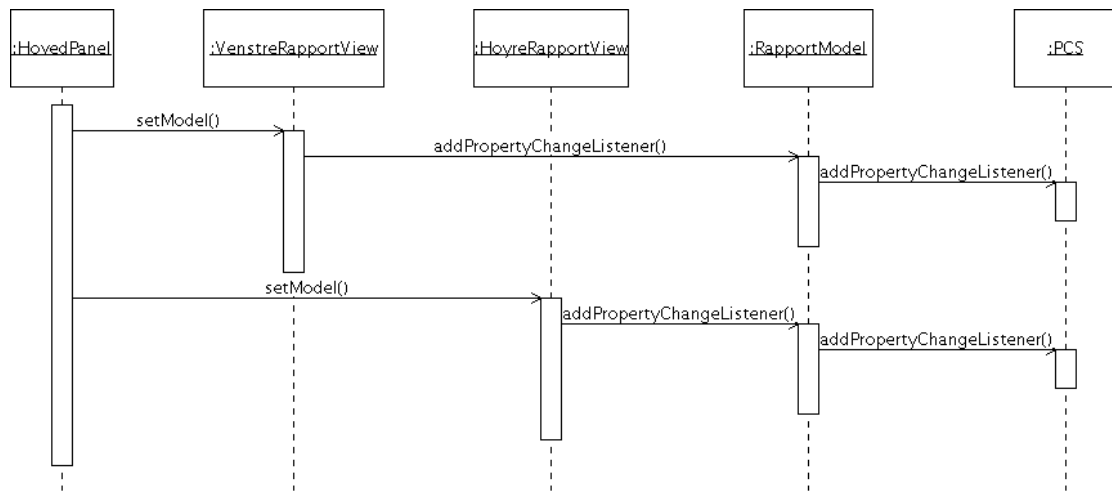 :HovedPanel
:VenstreRapportView
:HoyreRapportView
:RapportModel
:PCS
setModel()
addPropertyChangeListener()
addPropertyChangeListener()
setModel()
addPropertyChangeListener()
addPropertyChangeListener()